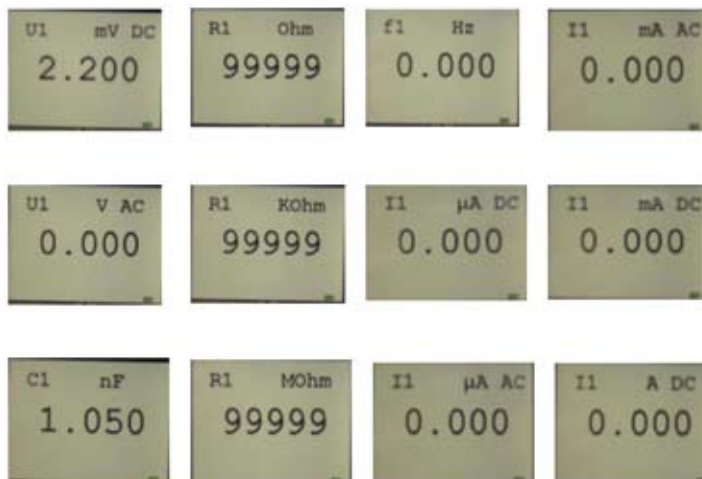 U1 mV DC
2.200
R1 Ohm
99999
f1 Hz
0.000
I1 mA AC
0.000
U1 V AC
0.000
R1 KOhm
99999
I1 µA DC
0.000
I1 mA DC
0.000
C1 nF
1.050
R1 MOhm
99999
I1 µA AC
0.000
I1 A DC
0.000